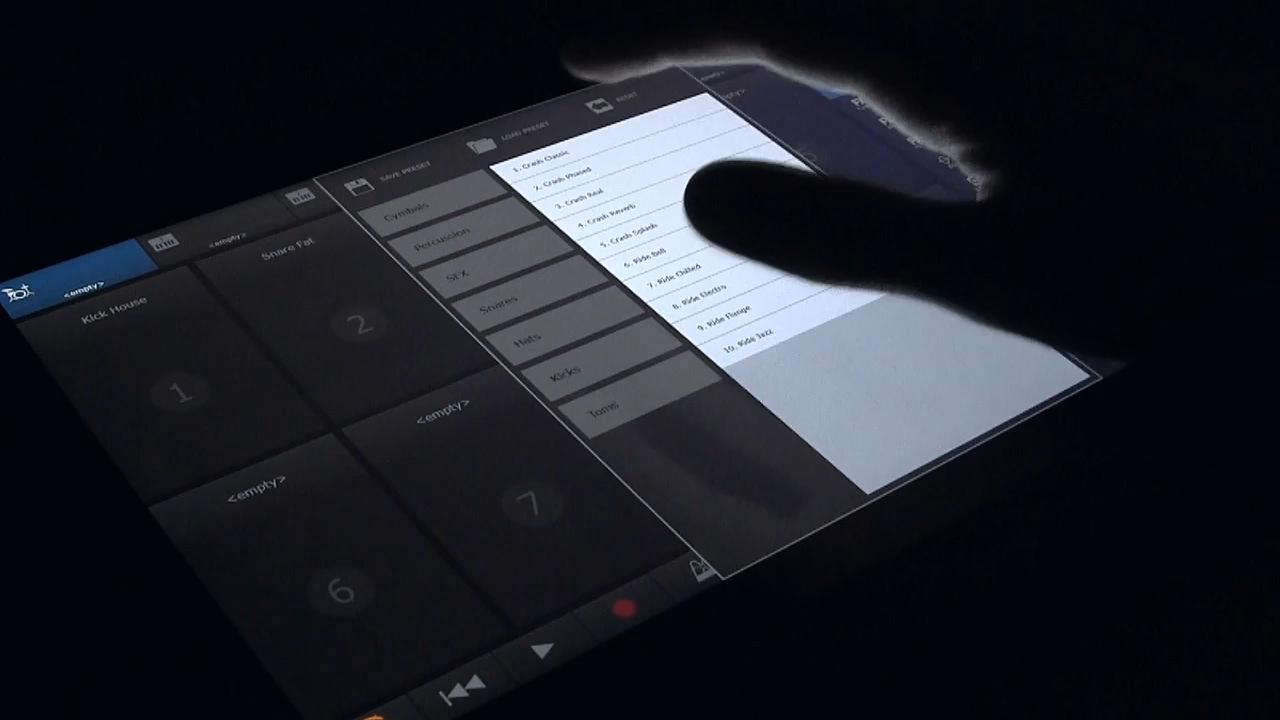 <empty>
<empty>
Kick House
1
Snare Fat
2
<empty>
6
<empty>
7
SAVE PRESET
LOAD PRESET
RESET
Cymbals
Percussion
SFX
Snares
Hats
Kicks
Toms
1. Crash Classic
2. Crash Phased
3. Crash Real
4. Crash Reverb
5. Crash Splash
6. Ride Bell
7. Ride Chilled
8. Ride Electro
9. Ride Flange
10. Ride Jazz
5